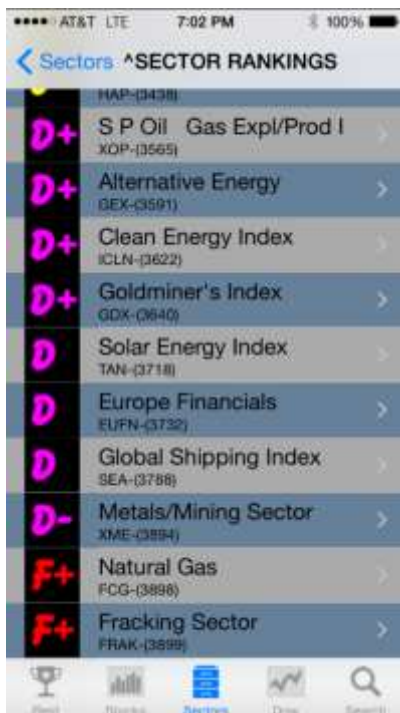 AT&T LTE 7:02 PM 100%
Sectors ^SECTOR RANKINGS
HAP-(3438)
D+ S P Oil Gas Expl/Prod I
XOP-(3565)
D+ Alternative Energy
GEX-(3591)
D+ Clean Energy Index
ICLN-(3622)
D+ Goldminer's Index
GDX-(3640)
D Solar Energy Index
TAN-(3718)
D Europe Financials
EUFN-(3732)
D Global Shipping Index
SEA-(3788)
D- Metals/Mining Sector
XME-(3894)
F+ Natural Gas
FCG-(3898)
F+ Fracking Sector
FRAK-(3899)
Stocks Sectors Search